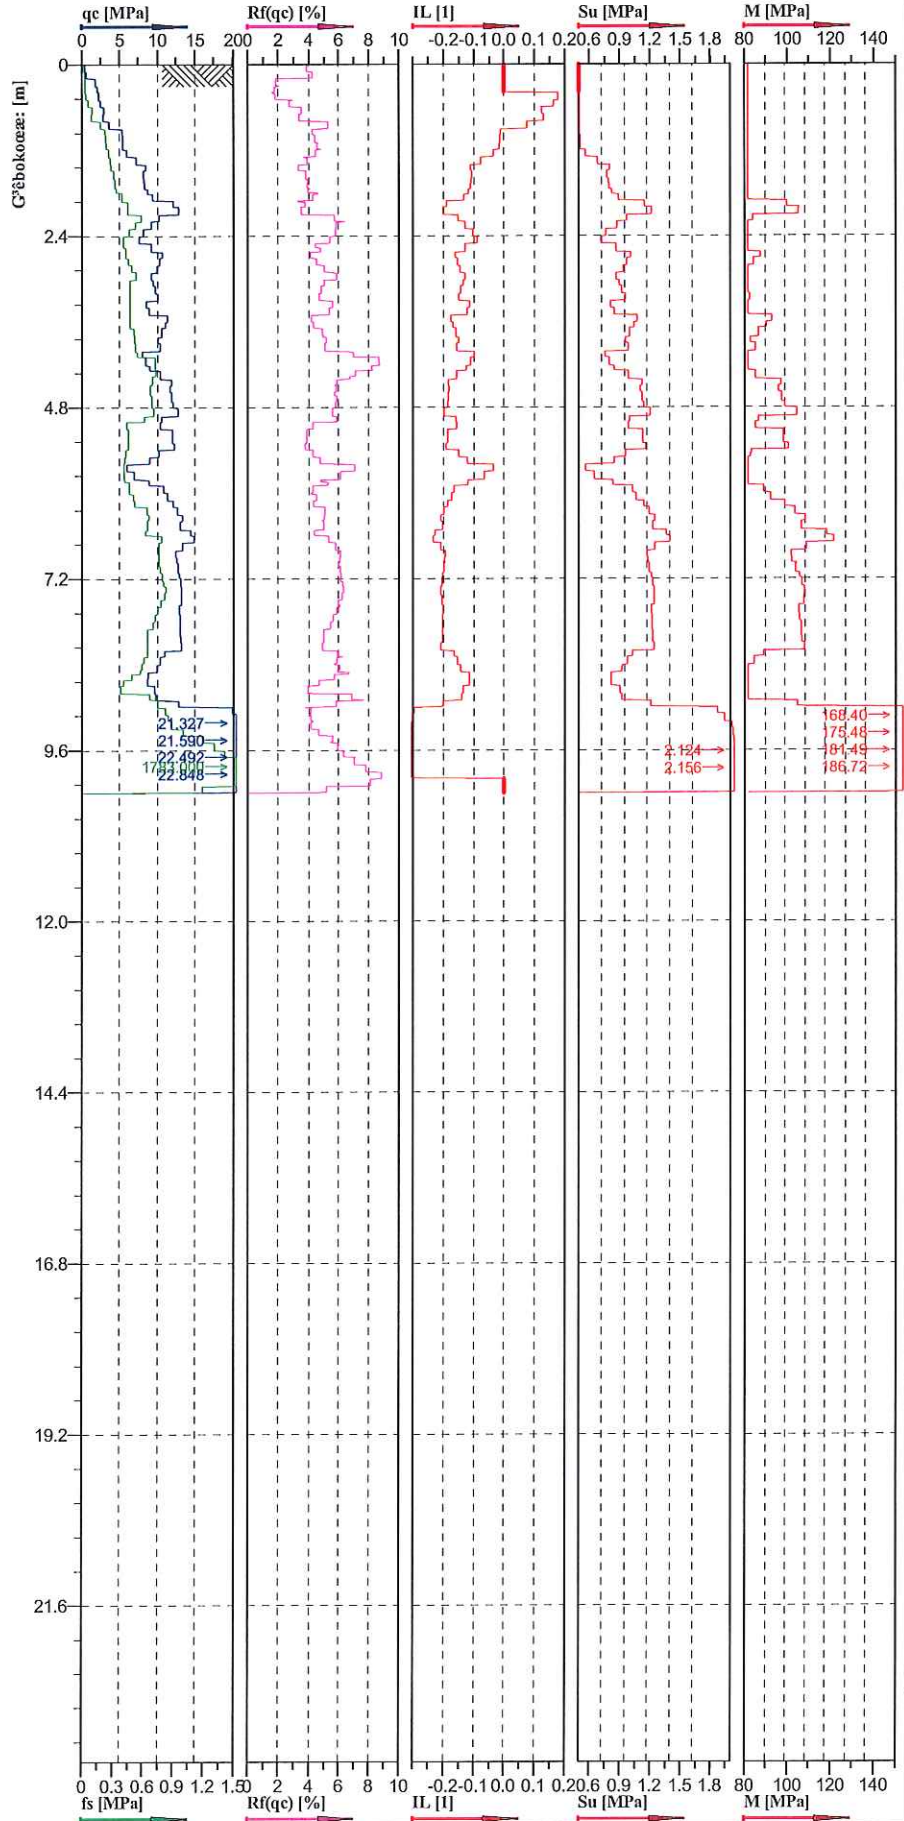 qc [MPa] Rf(qc) [%] IL [1] Su [MPa] M [MPa]
0 5 10 15 20 0 2 4 6 8 10 -0.2 -0.1 0.0 0.1 0.2 0.6 0.9 1.2 1.5 1.8 80 100 120 140
G³êbokoœæ: [m]
0
2.4
4.8
7.2
21.327 168.40
21.590 175.48
9.6 22.492 2.124 181.49
1783.000 2.156 186.72
22.848
12.0
14.4
16.8
19.2
21.6
0 0.3 0.6 0.9 1.2 1.5 0 2 4 6 8 10 -0.2 -0.1 0.0 0.1 0.2 0.6 0.9 1.2 1.5 1.8 80 100 120 140
fs [MPa] Rf(qc) [%] IL [1] Su [MPa] M [MPa]